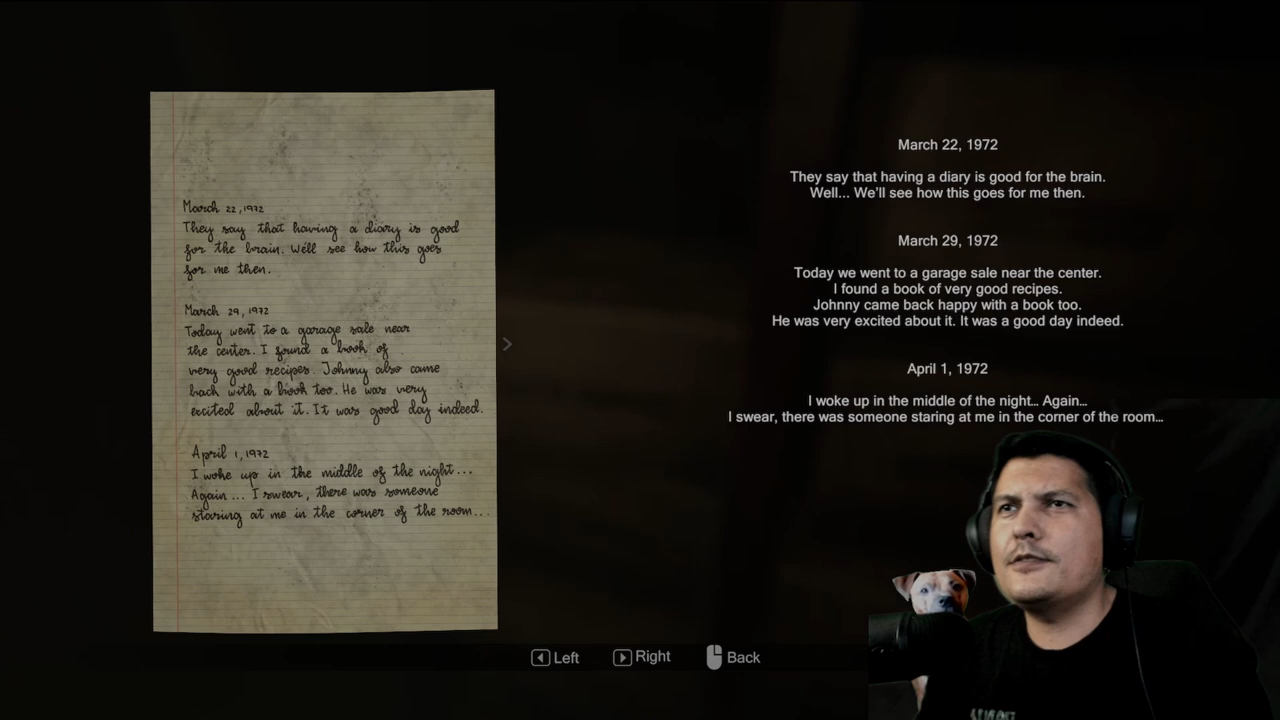 March 22, 1972
They say that having a diary is good
for the brain. We'll see how this goes
for me then.
March 29, 1972
Today went to a garage sale near
the center. I found a book of
very good recipes. Johnny also came
back with a book too. He was very
excited about it. It was good day indeed.
April 1, 1972
I woke up in the middle of the night...
Again... I swear, there was someone
staring at me in the corner of the room...
March 22, 1972
They say that having a diary is good for the brain.
Well... We'll see how this goes for me then.
March 29, 1972
Today we went to a garage sale near the center.
I found a book of very good recipes.
Johnny came back happy with a book too.
He was very excited about it. It was a good day indeed.
April 1, 1972
I woke up in the middle of the night... Again...
I swear, there was someone staring at me in the corner of the room...
Left
Right
Back